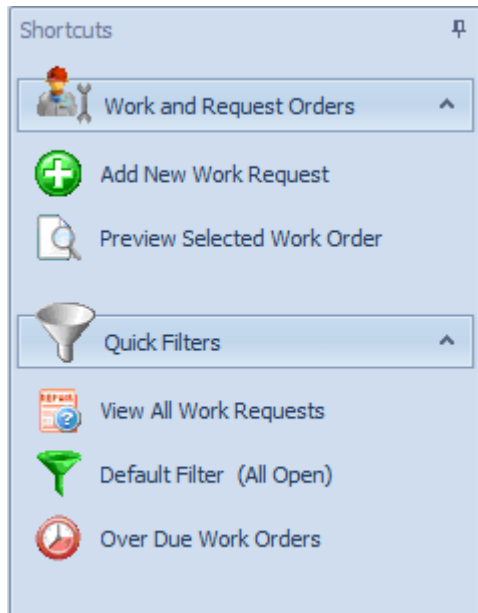 Shortcuts
Work and Request Orders
Add New Work Request
Preview Selected Work Order
Quick Filters
REPAIR
View All Work Requests
Default Filter (All Open)
Over Due Work Orders